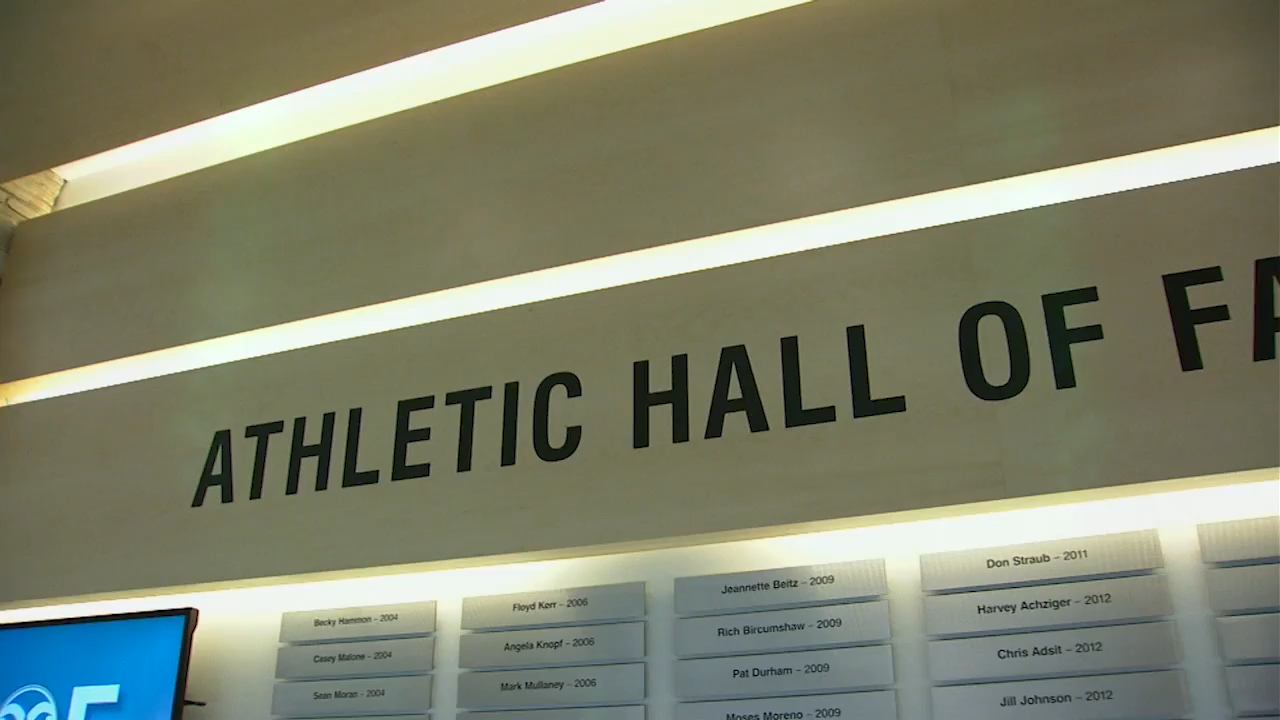 ATHLETIC HALL OF
Becky Hammon – 2004
Casey Malone – 2004
Sean Moran – 2004
Floyd Kerr – 2006
Angela Knopf – 2006
Mark Mullaney – 2006
Jeannette Beitz – 2009
Rich Bircumshaw – 2009
Pat Durham – 2009
Moses Moreno – 2009
Don Straub – 2011
Harvey Achziger – 2012
Chris Adsit – 2012
Jill Johnson – 2012